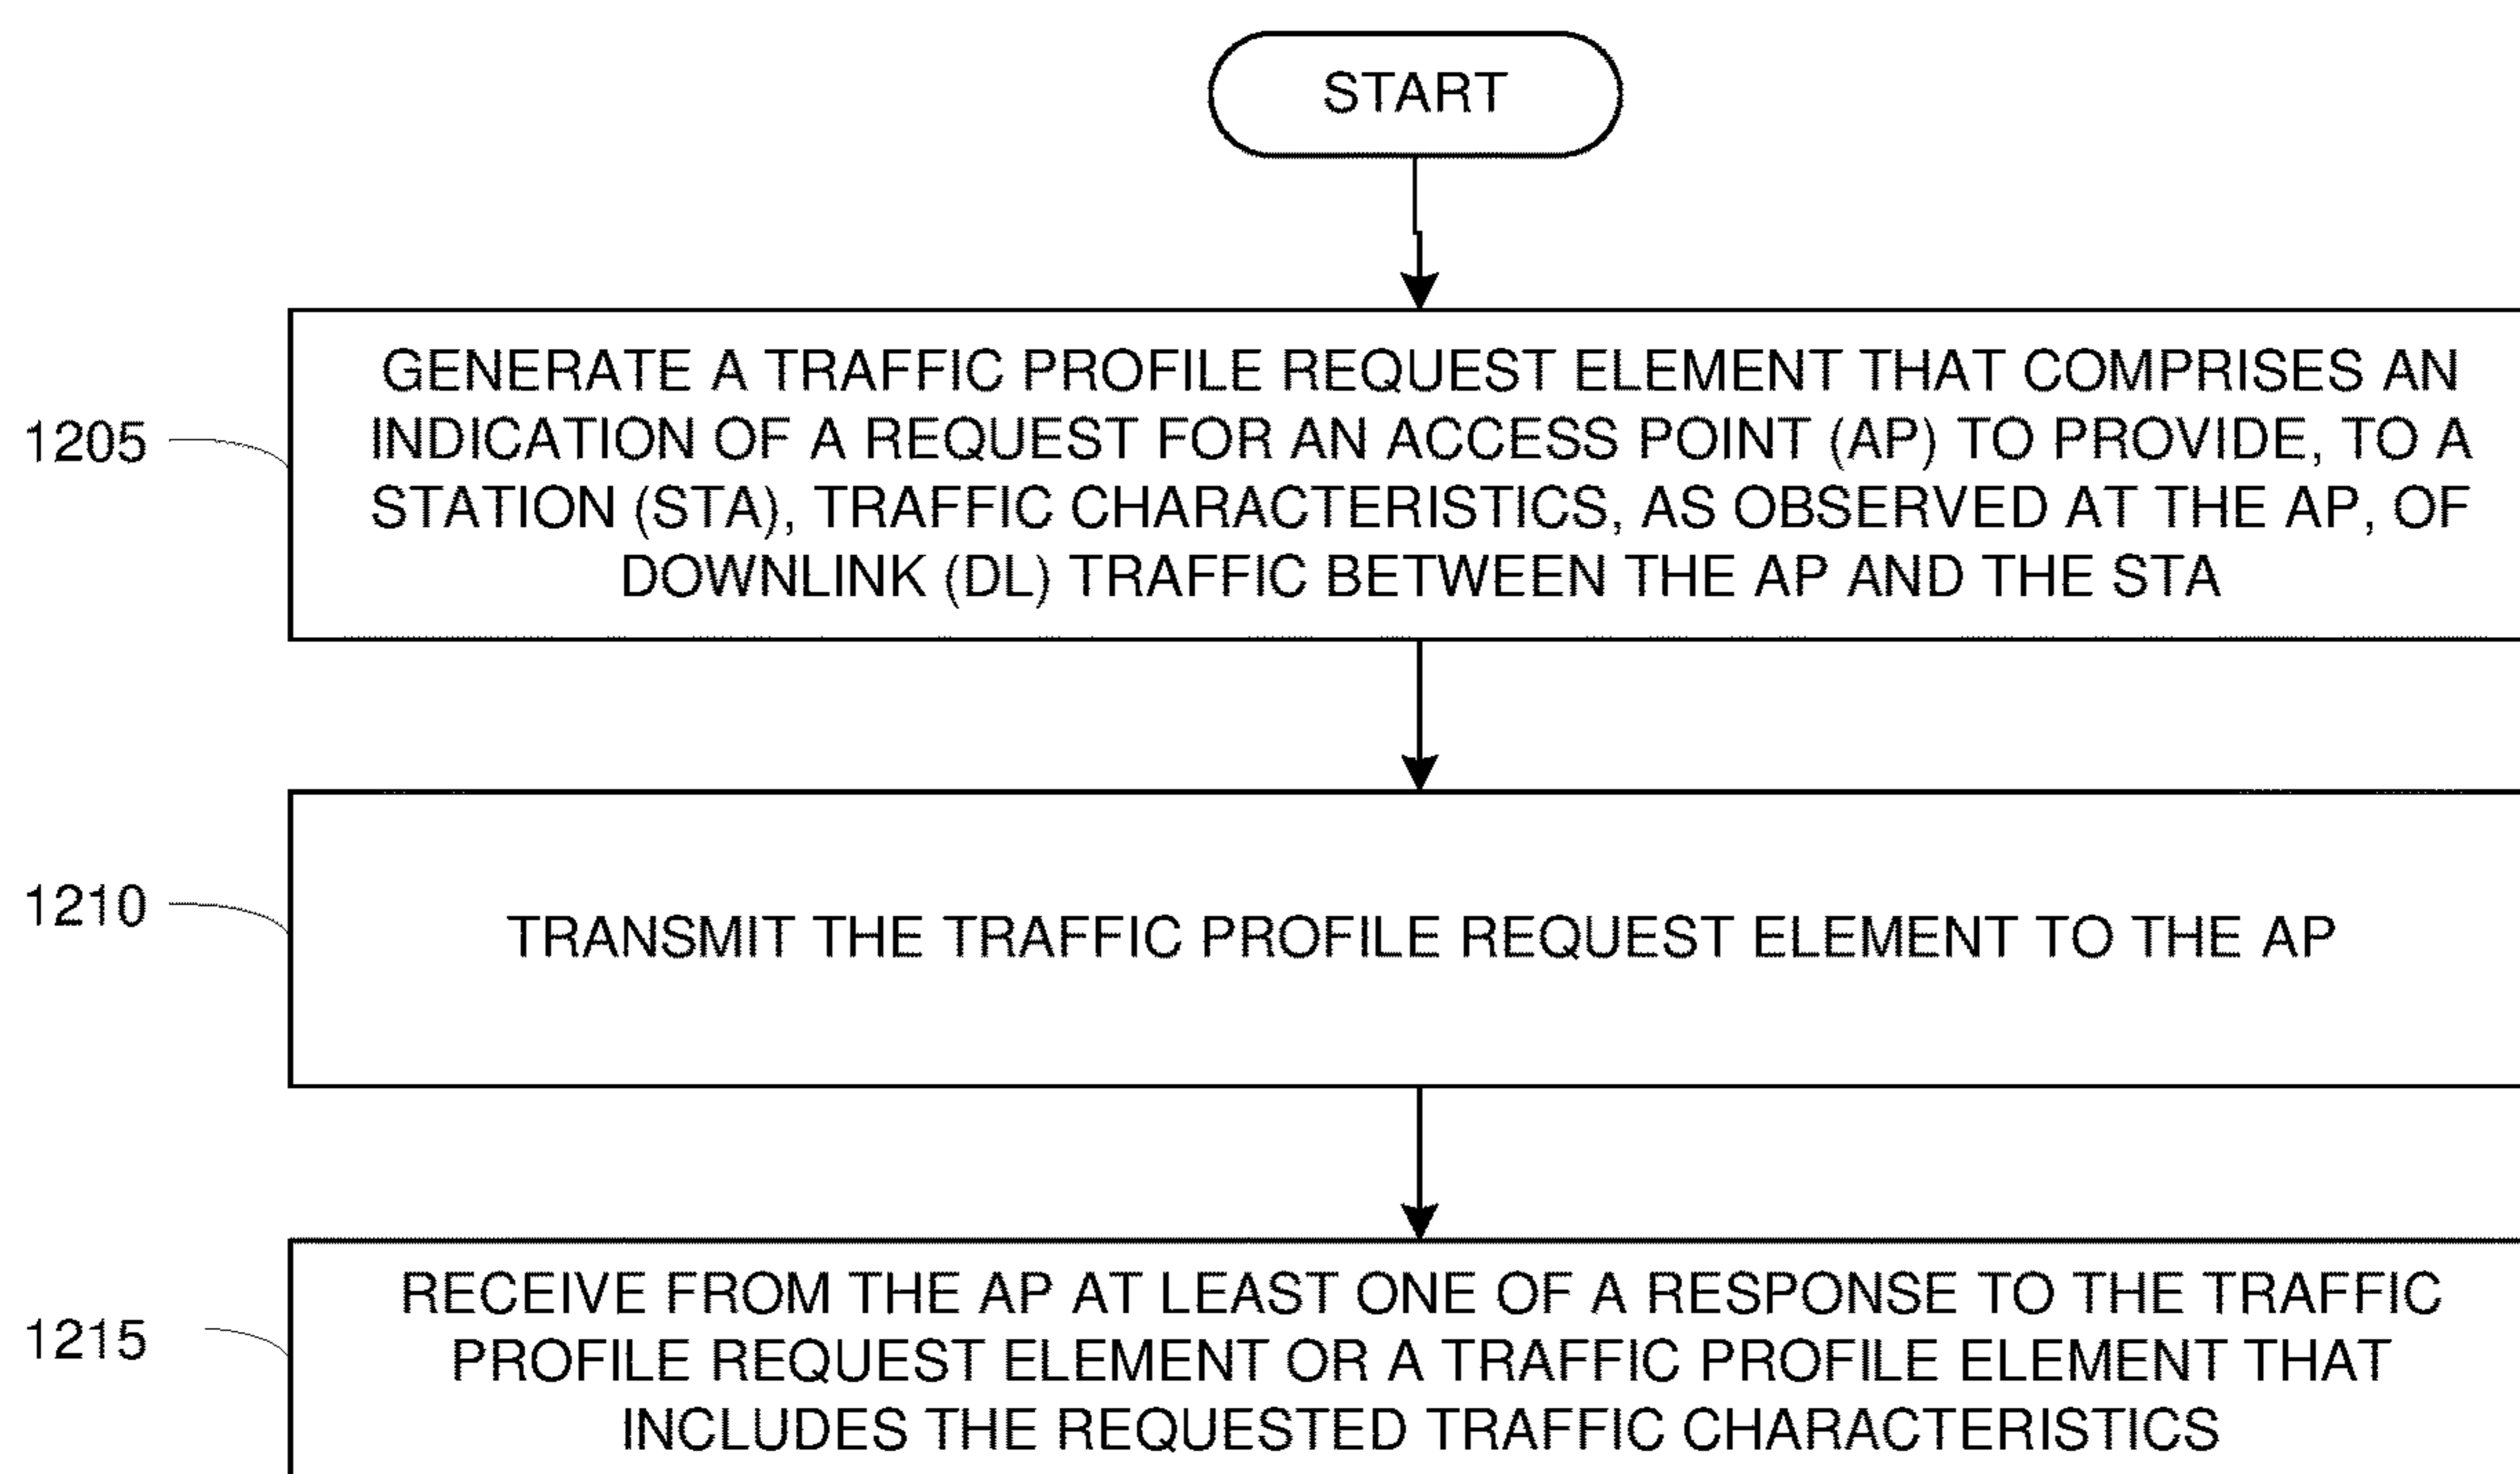 START
GENERATE A TRAFFIC PROFILE REQUEST ELEMENT THAT COMPRISES AN
INDICATION OF A REQUEST FOR AN ACCESS POINT (AP) TO PROVIDE, TO A
STATION (STA), TRAFFIC CHARACTERISTICS, AS OBSERVED AT THE AP, OF
DOWNLINK (DL) TRAFFIC BETWEEN THE AP AND THE STA
1205
TRANSMIT THE TRAFFIC PROFILE REQUEST ELEMENT TO THE AP
1210
RECEIVE FROM THE AP AT LEAST ONE OF A RESPONSE TO THE TRAFFIC
PROFILE REQUEST ELEMENT OR A TRAFFIC PROFILE ELEMENT THAT
INCLUDES THE REQUESTED TRAFFIC CHARACTERISTICS
1215